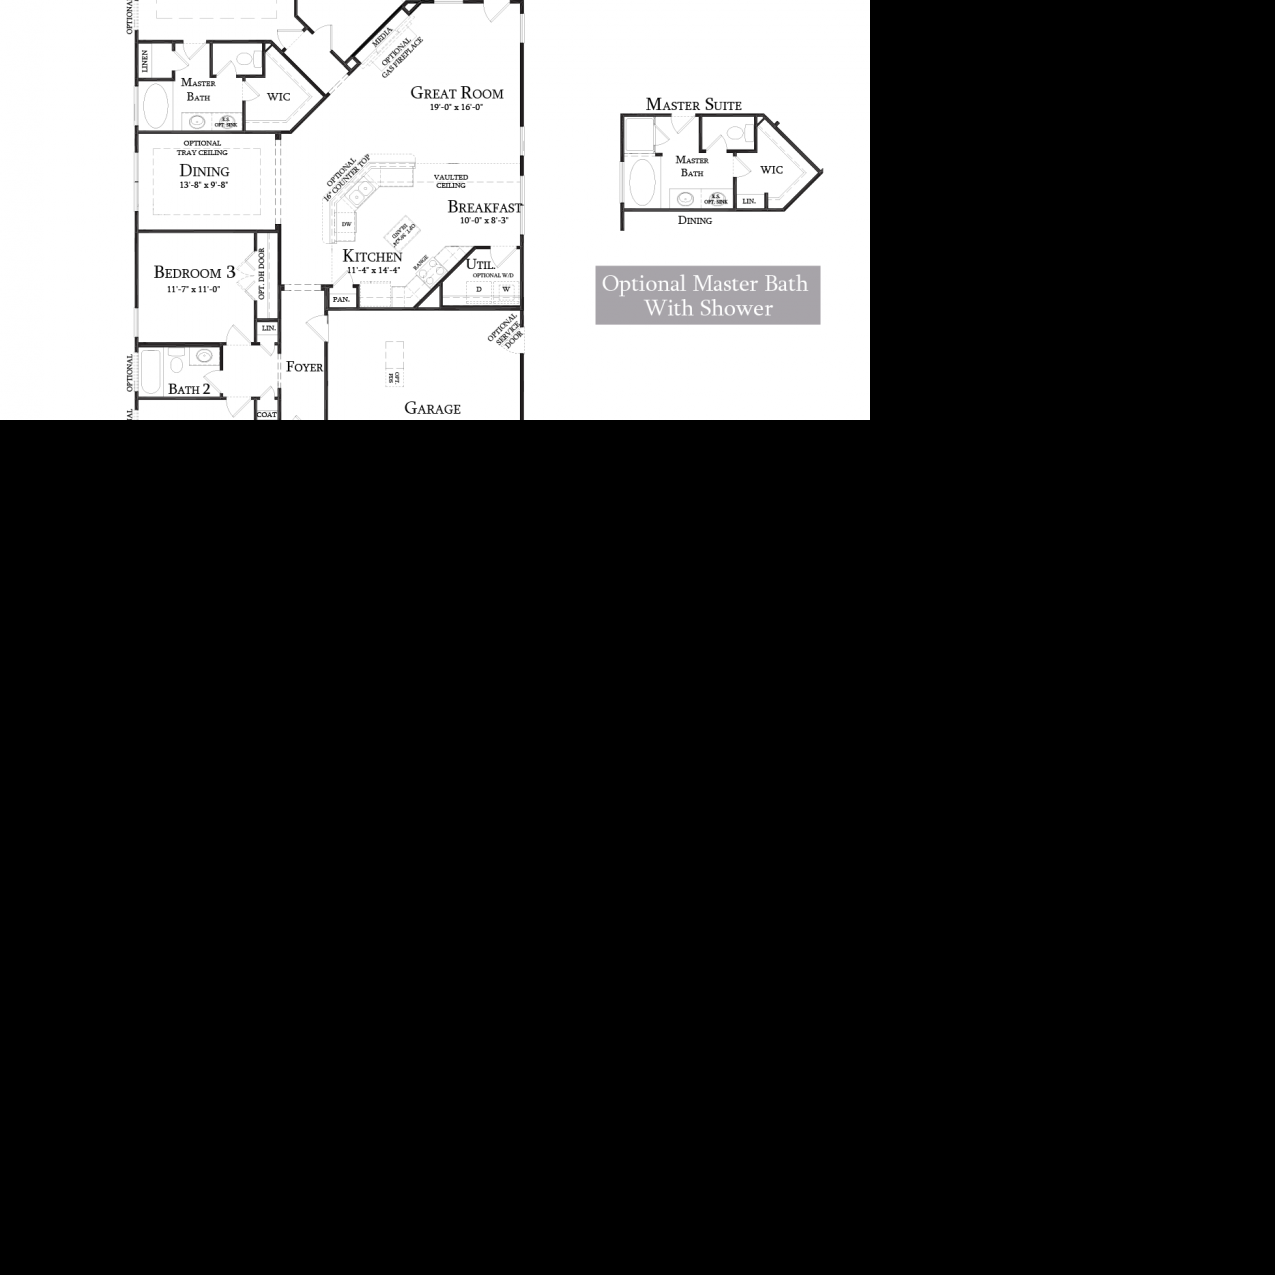 OPTIONAL
MEDIA
OPTIONAL
GAS FIREPLACE
LINEN
MASTER
BATH
WIC
E.S.
OPT. SINK
GREAT ROOM
19'-0" x 16'-0"
OPTIONAL
TRAY CEILING
DINING
13'-8" x 9'-8"
OPTIONAL
16" COUNTER TOP
VAULTED
CEILING
BREAKFAST
10'-0" x 8'-3"
DW
ISLAND
KITCHEN
11'-4" x 14'-4"
RANGE
UTIL.
OPTIONAL W/D
D
W
PAN.
BEDROOM 3
11'-7" x 11'-0"
OPT. DH DOOR
LIN.
OPTIONAL
SERVICE
DOOR
FOYER
OPT.
OPTIONAL
BATH 2
COAT
GARAGE
MASTER SUITE
MASTER
BATH
WIC
E.S.
OPT. SINK
LIN.
DINING
Optional Master Bath
With Shower